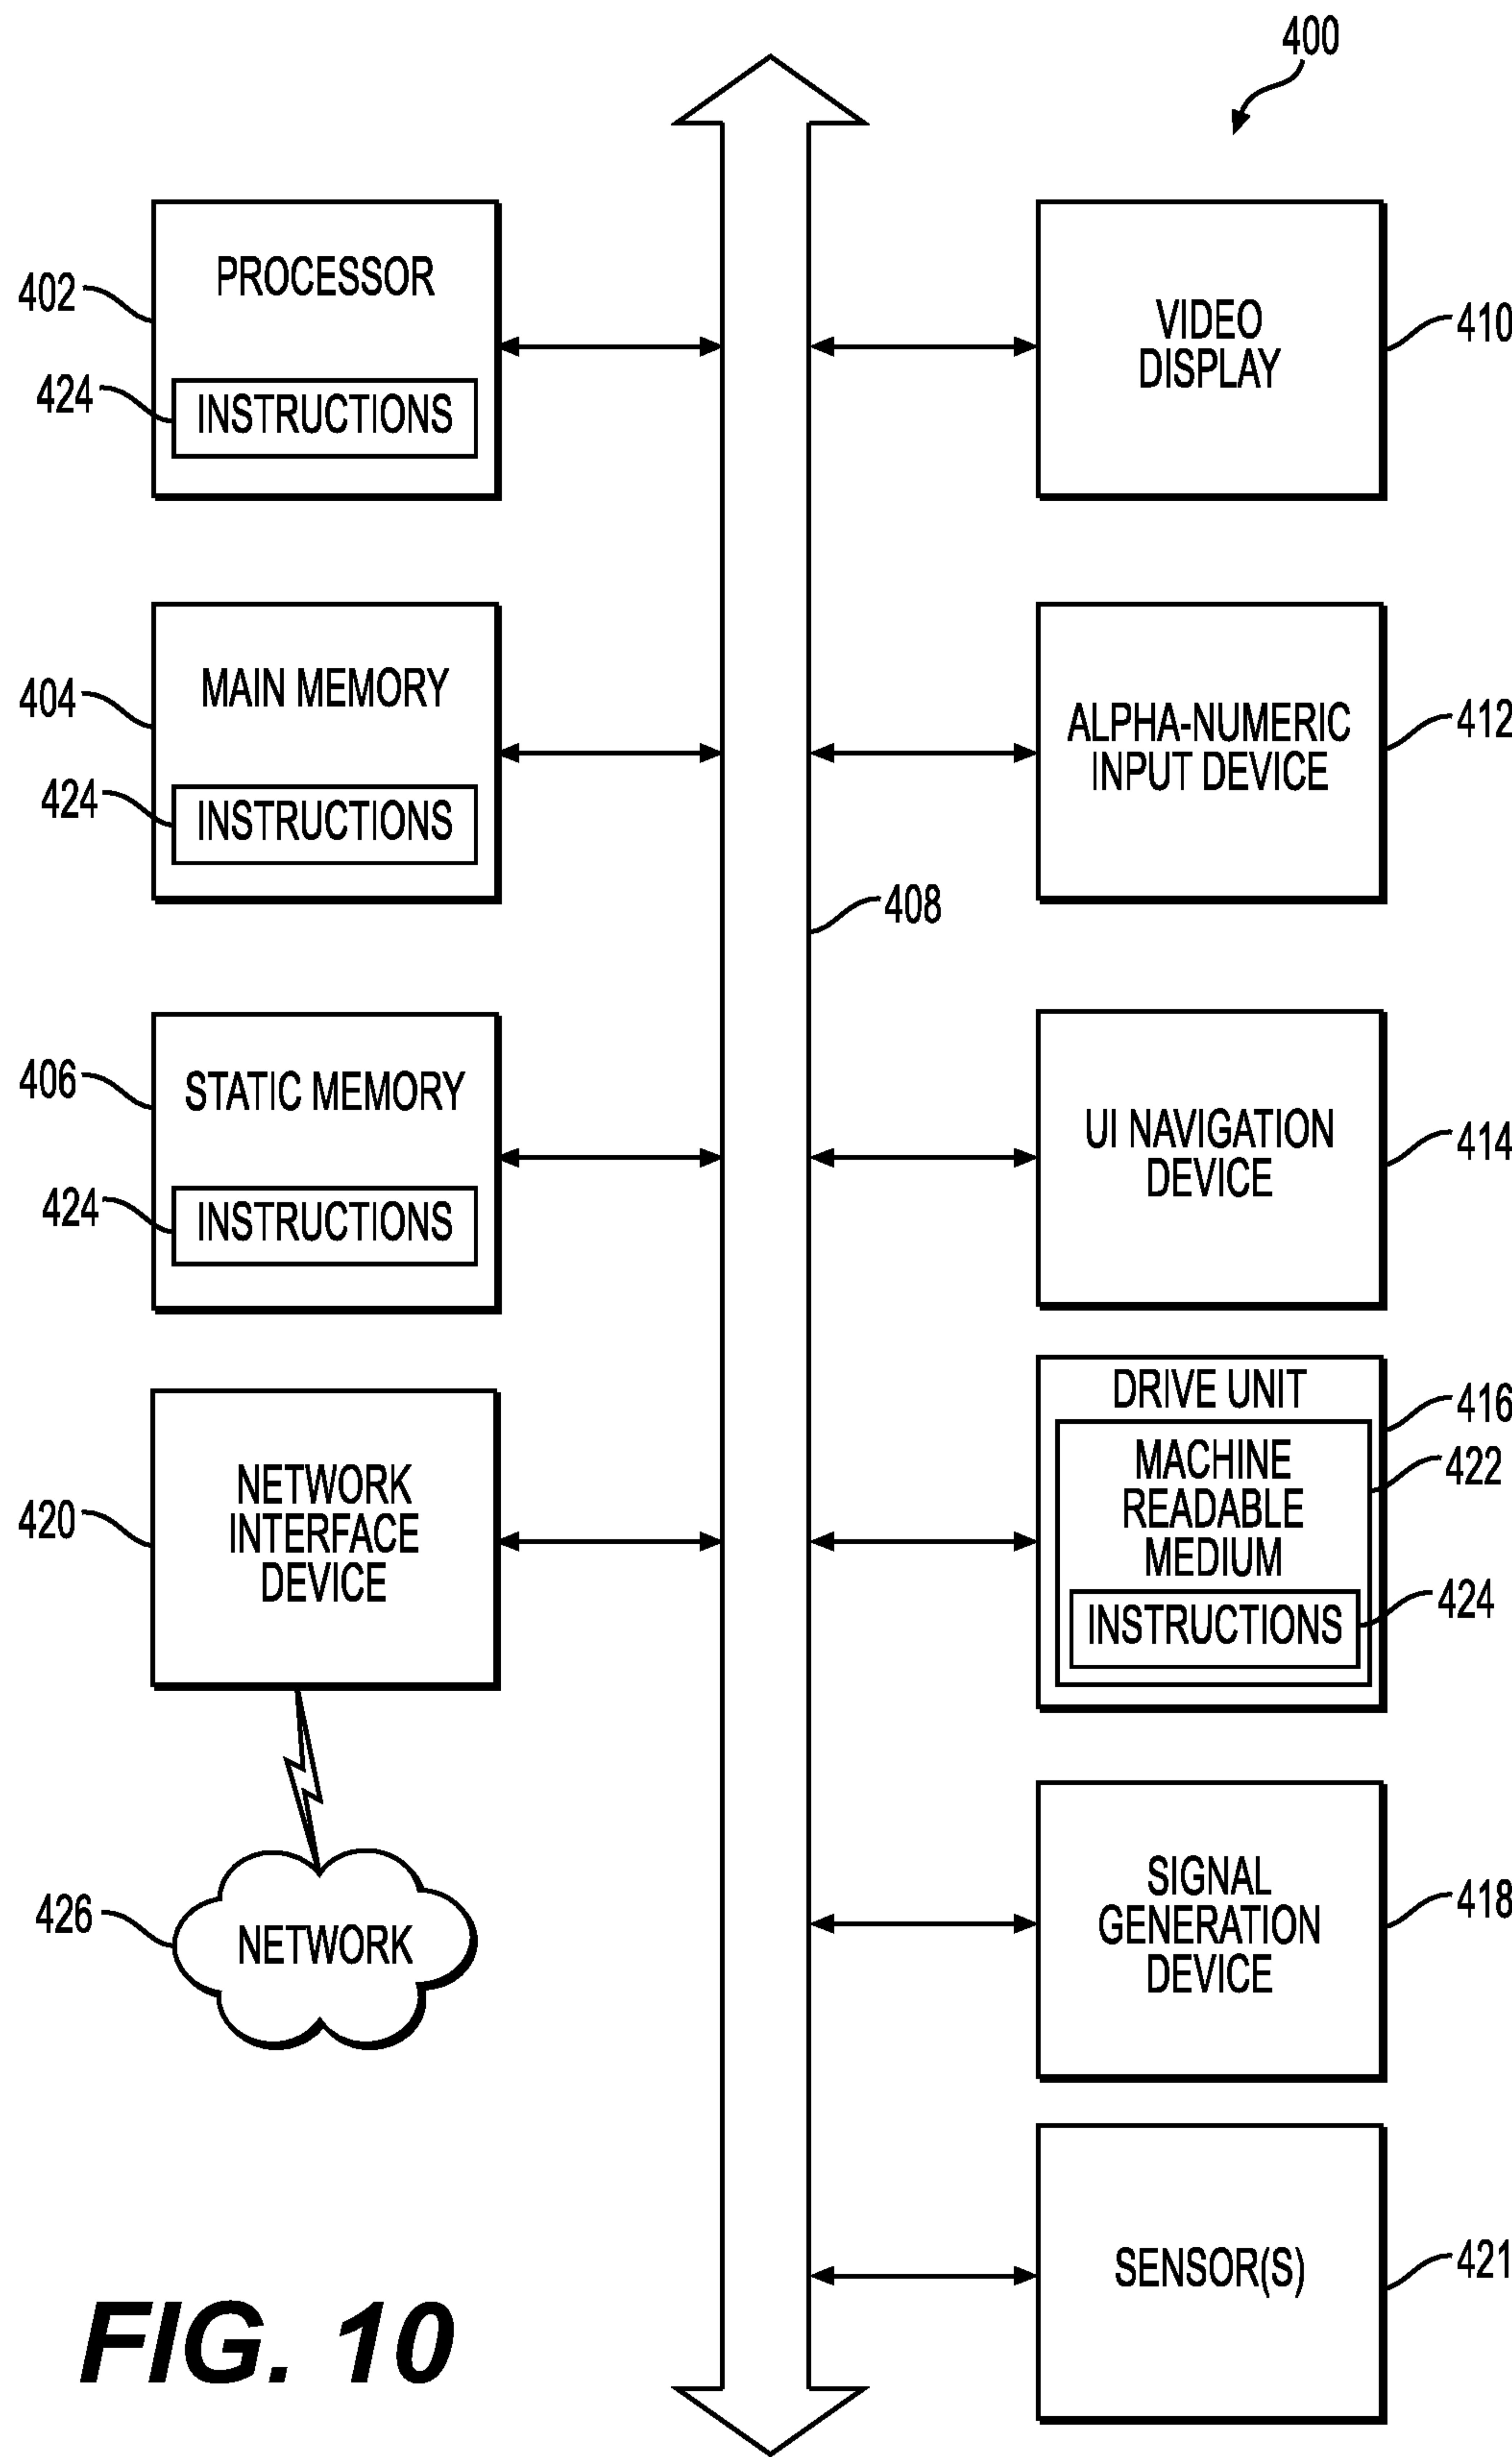 400
PROCESSOR
402
424
INSTRUCTIONS
VIDEO
DISPLAY
410
MAIN MEMORY
404
424
INSTRUCTIONS
ALPHA-NUMERIC
INPUT DEVICE
412
408
STATIC MEMORY
406
424
INSTRUCTIONS
UI NAVIGATION
DEVICE
414
NETWORK
INTERFACE
DEVICE
420
DRIVE UNIT
416
MACHINE
READABLE
MEDIUM
422
INSTRUCTIONS
424
426
NETWORK
SIGNAL
GENERATION
DEVICE
418
SENSOR(S)
421
FIG. 10